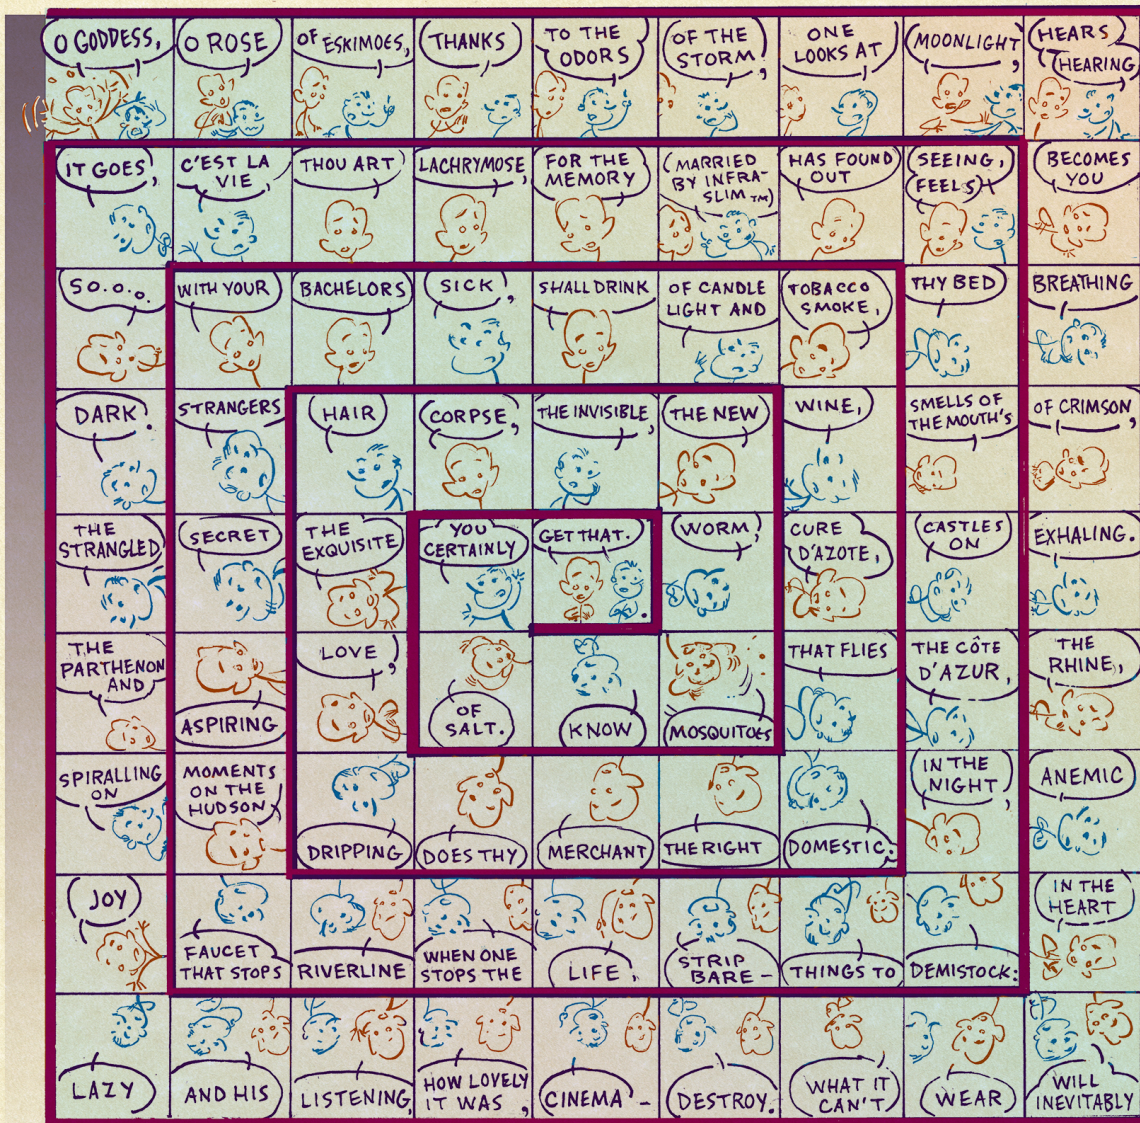 O GODDESS,
O ROSE
OF ESKIMOES,
THANKS
TO THE
ODORS
OF THE
STORM,
ONE
LOOKS AT
MOONLIGHT,
HEARS
HEARING
IT GOES,
C'EST LA
VIE,
THOU ART
LACHRYMOSE,
FOR THE
MEMORY
(MARRIED
BY INFRA-
SLIM TM)
HAS FOUND
OUT
SEEING,
FEELS
BECOMES
YOU
SO...
WITH YOUR
BACHELORS
SICK,
SHALL DRINK
OF CANDLE
LIGHT AND
TOBACCO
SMOKE,
THY BED
BREATHING
DARK.
STRANGERS
HAIR
CORPSE,
THE INVISIBLE,
THE NEW
WINE,
SMELLS OF
THE MOUTH'S
OF CRIMSON,
THE
STRANGLED
SECRET
THE
EXQUISITE
YOU
CERTAINLY
GET THAT.
WORM,
CURE
D'AZOTE,
CASTLES
ON
EXHALING.
THE
PARTHENON
AND
ASPIRING
LOVE,
OF
SALT.
KNOW
MOSQUITOES
THAT FLIES
THE CÔTE
D'AZUR,
THE
RHINE,
SPIRALLING
ON
MOMENTS
ON THE
HUDSON,
DRIPPING
DOES THY
MERCHANT
THE RIGHT
DOMESTIC:
IN THE
NIGHT,
ANEMIC
JOY
FAUCET
THAT STOPS
RIVERLINE
WHEN ONE
STOPS THE
LIFE.
STRIP
BARE-
THINGS TO
DEMISTOCK:
IN THE
HEART
LAZY
AND HIS
LISTENING,
HOW LOVELY
IT WAS,
CINEMA -
DESTROY.
WHAT IT
CAN'T
WEAR
WILL
INEVITABLY